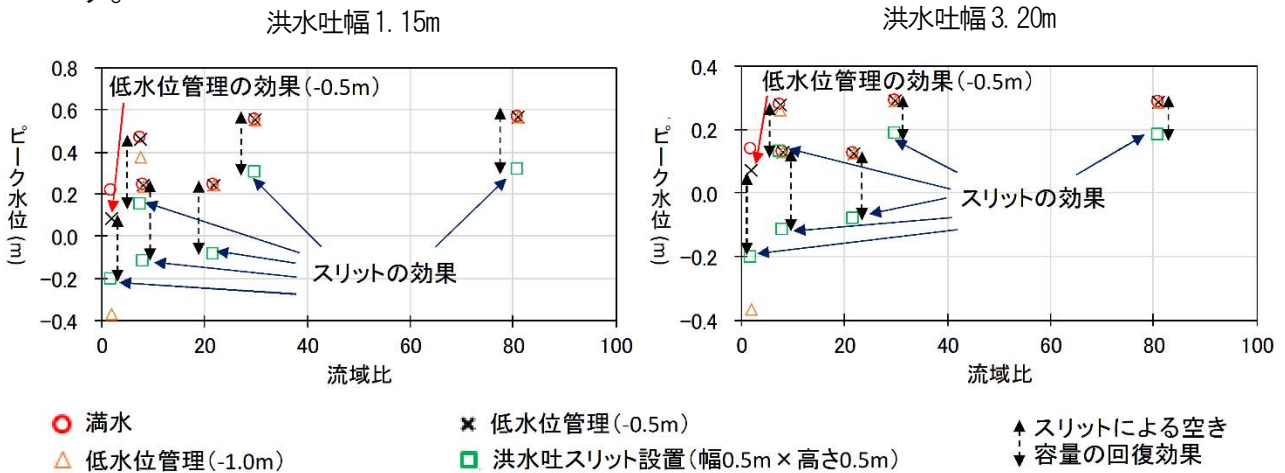 す。
洪水吐幅1.15m
洪水吐幅3.20m
低水位管理の効果(-0.5m)
スリットの効果
ピーク水位(m)
0.8
0.6
0.4
0.2
0.0
-0.2
-0.4
0 20 40 60 80 100
流域比
低水位管理の効果(-0.5m)
スリットの効果
ピーク水位(m)
0.4
0.2
0.0
-0.2
-0.4
0 20 40 60 80 100
流域比
満水
低水位管理(-0.5m)
スリットによる空き
容量の回復効果
低水位管理(-1.0m)
洪水吐スリット設置(幅0.5m×高さ0.5m)